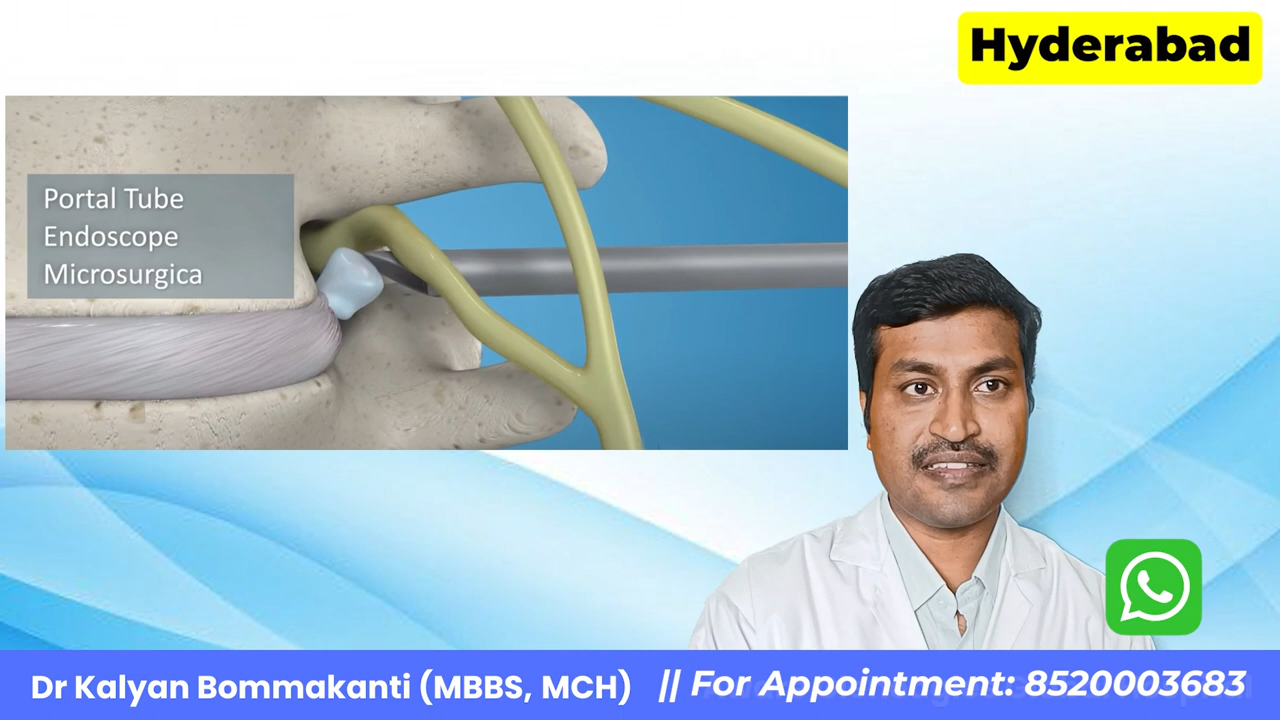 Hyderabad
Portal Tube
Endoscope
Microsurgica
Dr Kalyan Bommakanti (MBBS, MCH) || For Appointment: 8520003683